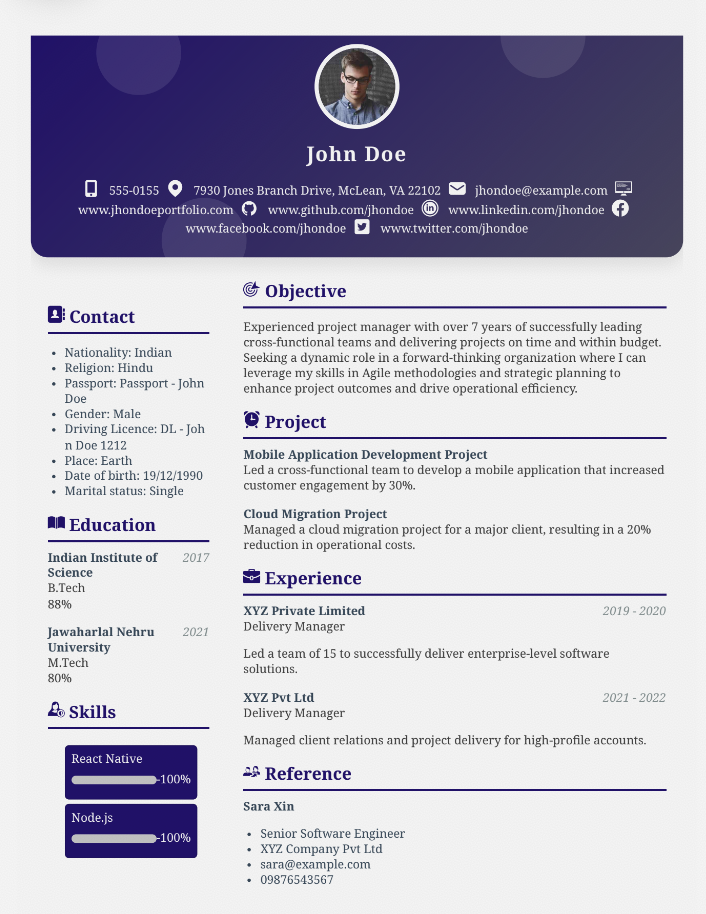 John Doe
555-0155 7930 Jones Branch Drive, McLean, VA 22102 jhondoe@example.com
www.jhondoeportfolio.com www.github.com/jhondoe www.linkedin.com/jhondoe
www.facebook.com/jhondoe www.twitter.com/jhondoe
Contact
• Nationality: Indian
• Religion: Hindu
• Passport: Passport - John
Doe
• Gender: Male
• Driving Licence: DL - Joh
n Doe 1212
• Place: Earth
• Date of birth: 19/12/1990
• Marital status: Single
Education
Indian Institute of 2017
Science
B.Tech
88%
Jawaharlal Nehru 2021
University
M.Tech
80%
Skills
React Native
-100%
Node.js
-100%
Objective
Experienced project manager with over 7 years of successfully leading
cross-functional teams and delivering projects on time and within budget.
Seeking a dynamic role in a forward-thinking organization where I can
leverage my skills in Agile methodologies and strategic planning to
enhance project outcomes and drive operational efficiency.
Project
Mobile Application Development Project
Led a cross-functional team to develop a mobile application that increased
customer engagement by 30%.
Cloud Migration Project
Managed a cloud migration project for a major client, resulting in a 20%
reduction in operational costs.
Experience
XYZ Private Limited 2019 - 2020
Delivery Manager
Led a team of 15 to successfully deliver enterprise-level software
solutions.
XYZ Pvt Ltd 2021 - 2022
Delivery Manager
Managed client relations and project delivery for high-profile accounts.
Reference
Sara Xin
• Senior Software Engineer
• XYZ Company Pvt Ltd
• sara@example.com
• 09876543567